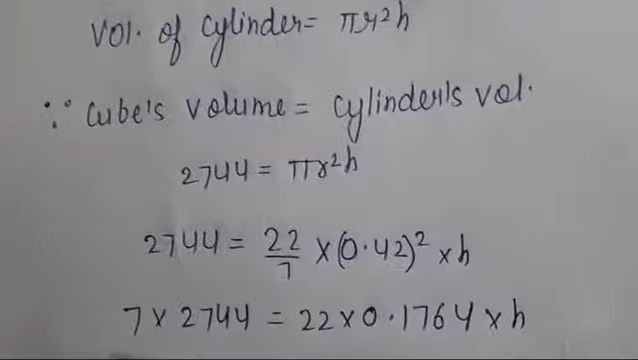 Vol. of cylinder = πr²h
∵ Cube's volume = cylinder's vol.
2744 = πr²h
2744 = 22/7 × (0.42)² × h
7 × 2744 = 22 × 0.1764 × h